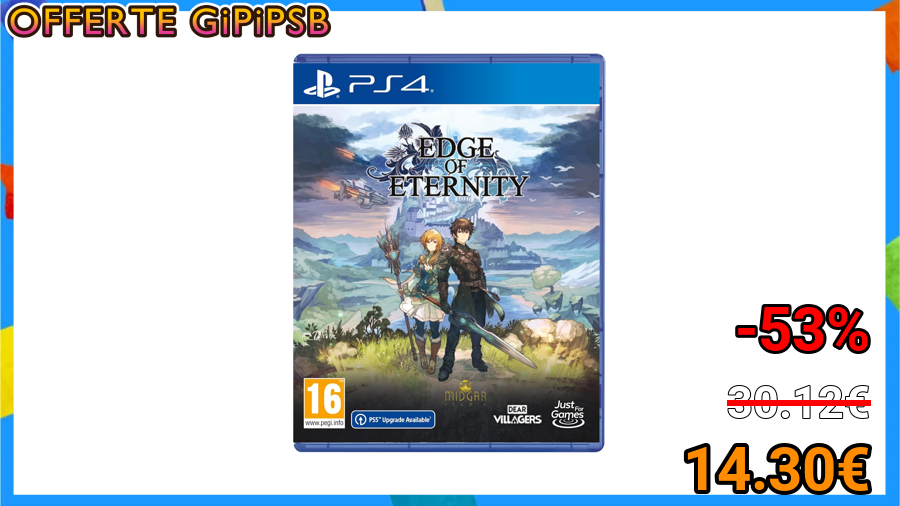 OFFERTE GiPiPSB
PS4
EDGE
OF
ETERNITY
-53%
30.12€
14.30€
MIDGAR
16
www.pegi.info
PS5 Upgrade Available
DEAR
VILLAGERS
Just
For
Games